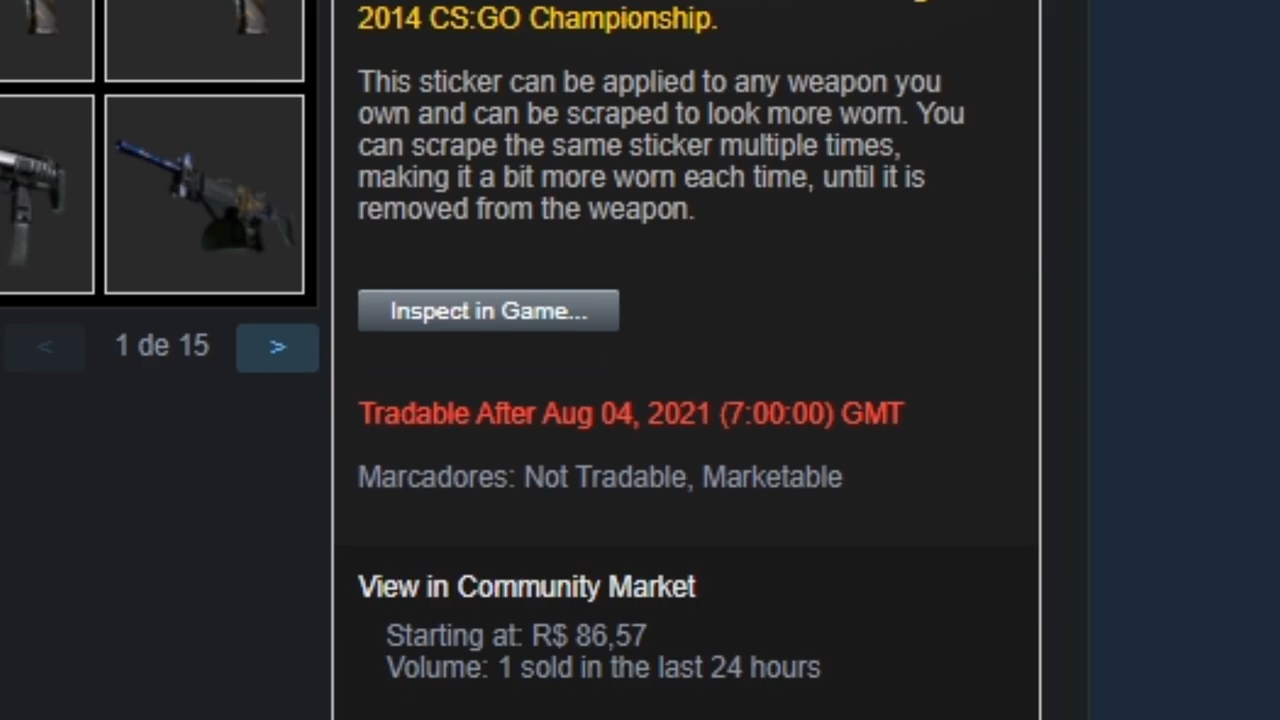 2014 CS:GO Championship.
This sticker can be applied to any weapon you
own and can be scraped to look more worn. You
can scrape the same sticker multiple times,
making it a bit more worn each time, until it is
removed from the weapon.
Inspect in Game...
<
1 de 15
>
Tradable After Aug 04, 2021 (7:00:00) GMT
Marcadores: Not Tradable, Marketable
View in Community Market
Starting at: R$ 86,57
Volume: 1 sold in the last 24 hours